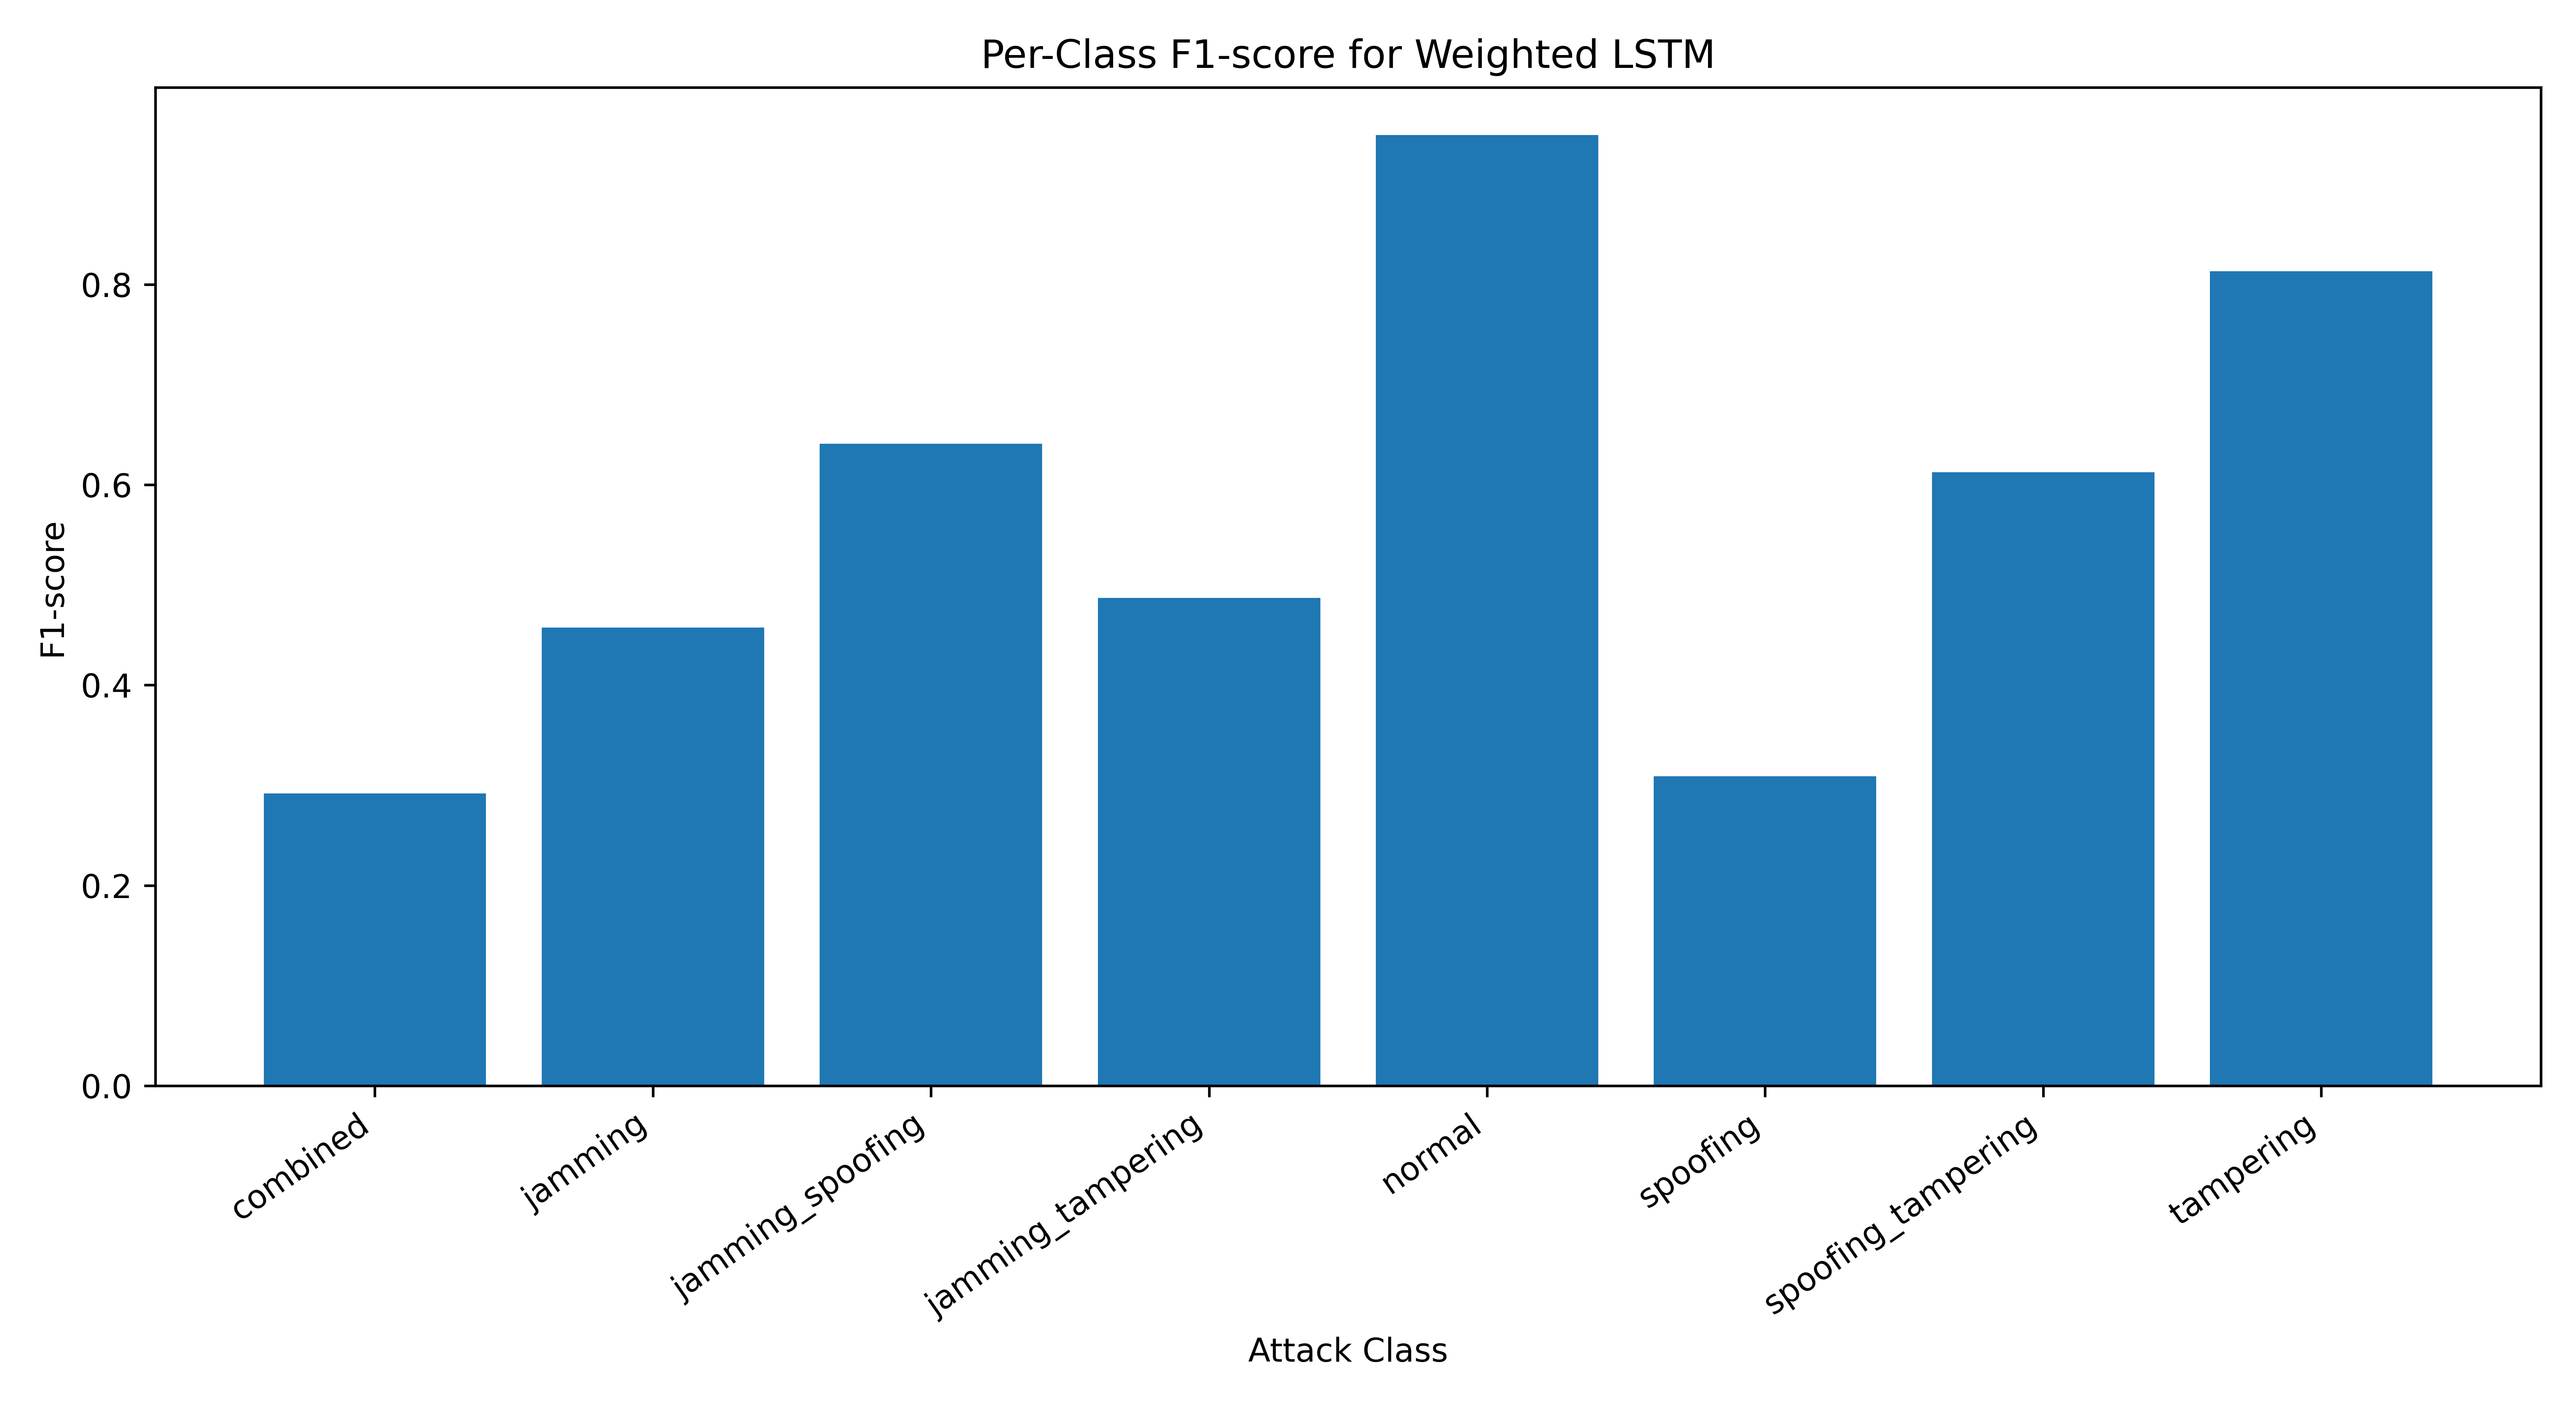 Per-Class F1-score for Weighted LSTM
F1-score
0.8
0.6
0.4
0.2
0.0
combined
jamming
jamming_spoofing
jamming_tampering
normal
spoofing
spoofing_tampering
tampering
Attack Class